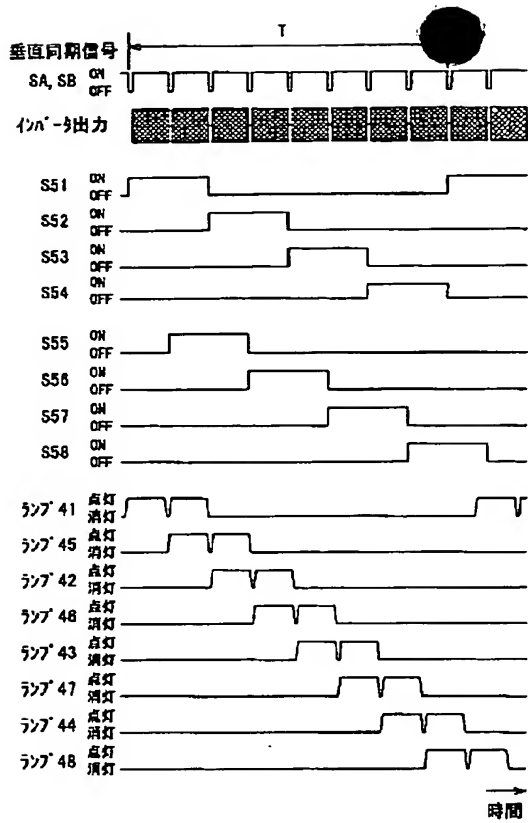 T
垂直同期信号
SA, SB ON
OFF
インバータ出力
S51 ON
OFF
S52 ON
OFF
S53 ON
OFF
S54 ON
OFF
S55 ON
OFF
S56 ON
OFF
S57 ON
OFF
S58 ON
OFF
ランプ41 点灯
消灯
ランプ45 点灯
消灯
ランプ42 点灯
消灯
ランプ46 点灯
消灯
ランプ43 点灯
消灯
ランプ47 点灯
消灯
ランプ44 点灯
消灯
ランプ48 点灯
消灯
時間